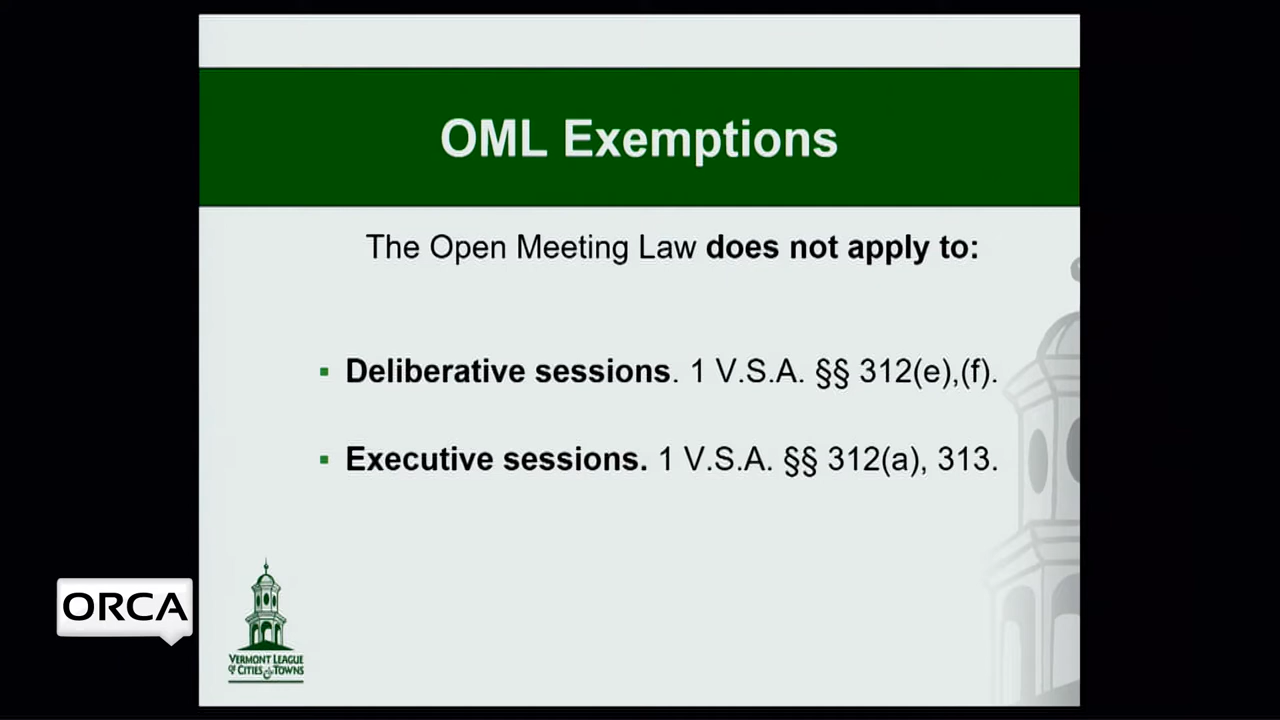 OML Exemptions
The Open Meeting Law does not apply to:
▪ Deliberative sessions. 1 V.S.A. §§ 312(e),(f).
▪ Executive sessions. 1 V.S.A. §§ 312(a), 313.
ORCA
VERMONT LEAGUE
OF CITIES & TOWNS